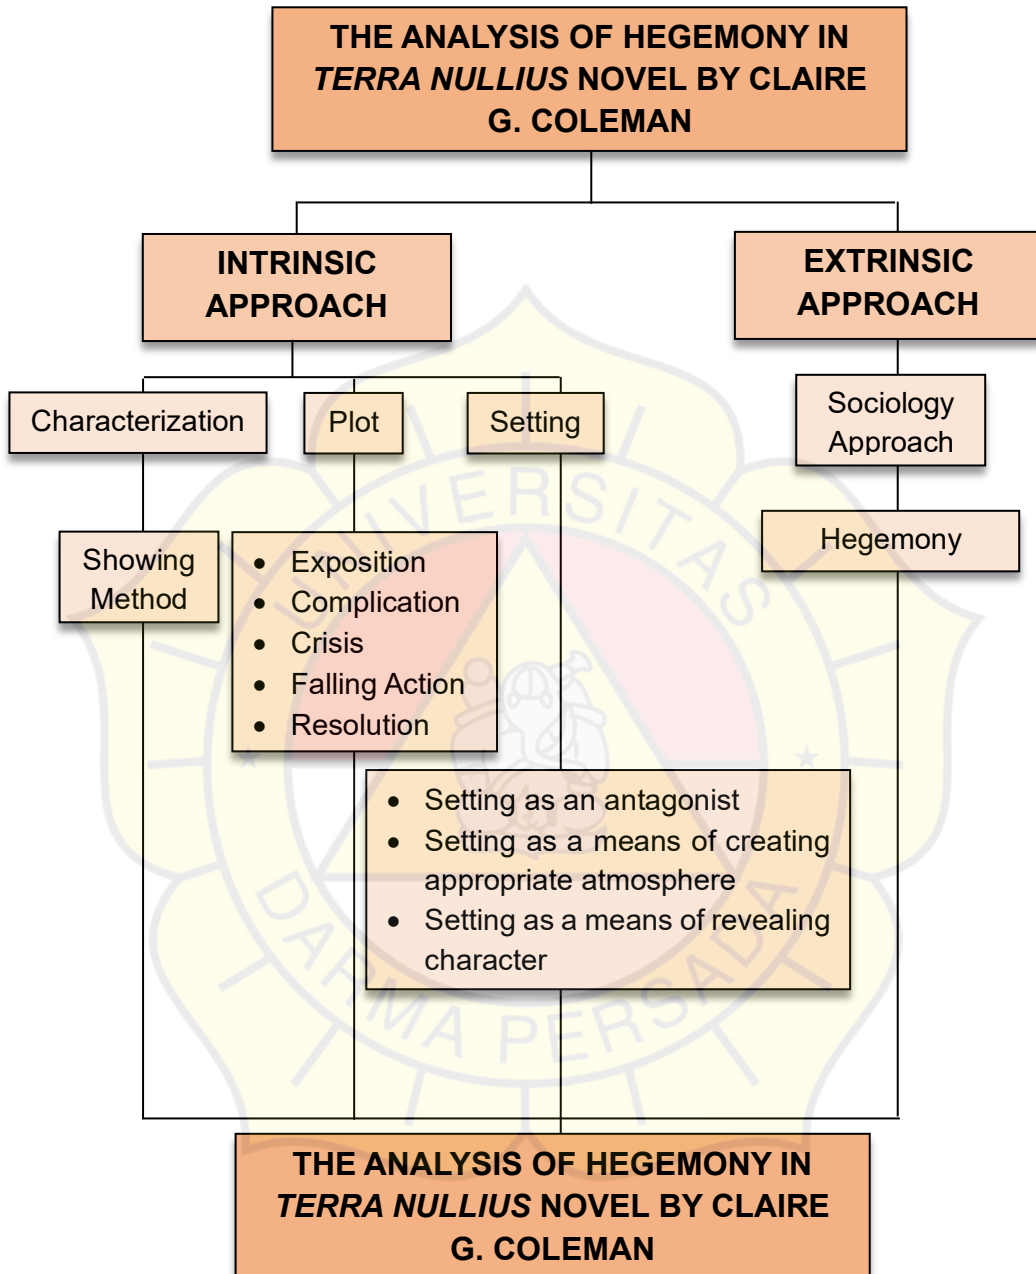 THE ANALYSIS OF HEGEMONY IN
TERRA NULLIUS NOVEL BY CLAIRE
G. COLEMAN
INTRINSIC
APPROACH
EXTRINSIC
APPROACH
Characterization
Plot
Setting
Sociology
Approach
Showing
Method
• Exposition
• Complication
• Crisis
• Falling Action
• Resolution
Hegemony
• Setting as an antagonist
• Setting as a means of creating
appropriate atmosphere
• Setting as a means of revealing
character
UNIVERSITAS
DARMA PERSADA
THE ANALYSIS OF HEGEMONY IN
TERRA NULLIUS NOVEL BY CLAIRE
G. COLEMAN